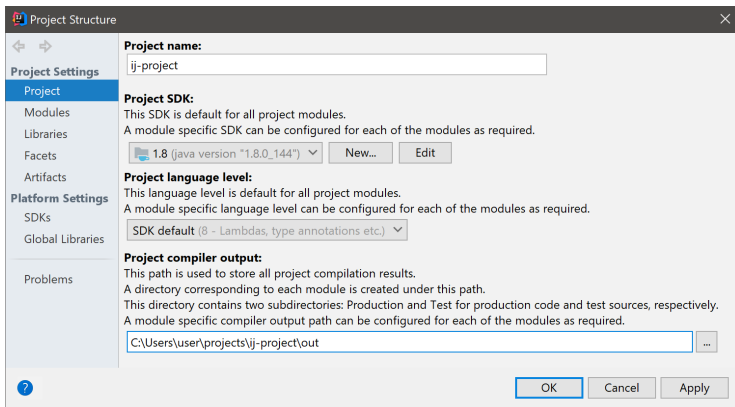 Project Structure
Project Settings
Project
Modules
Libraries
Facets
Artifacts
Platform Settings
SDKs
Global Libraries
Problems
Project name:
ij-project
Project SDK:
This SDK is default for all project modules.
A module specific SDK can be configured for each of the modules as required.
1.8 (java version "1.8.0_144") New... Edit
Project language level:
This language level is default for all project modules.
A module specific language level can be configured for each of the modules as required.
SDK default (8 - Lambdas, type annotations etc.)
Project compiler output:
This path is used to store all project compilation results.
A directory corresponding to each module is created under this path.
This directory contains two subdirectories: Production and Test for production code and test sources, respectively.
A module specific compiler output path can be configured for each of the modules as required.
C:\Users\user\projects\ij-project\out ...
? OK Cancel Apply